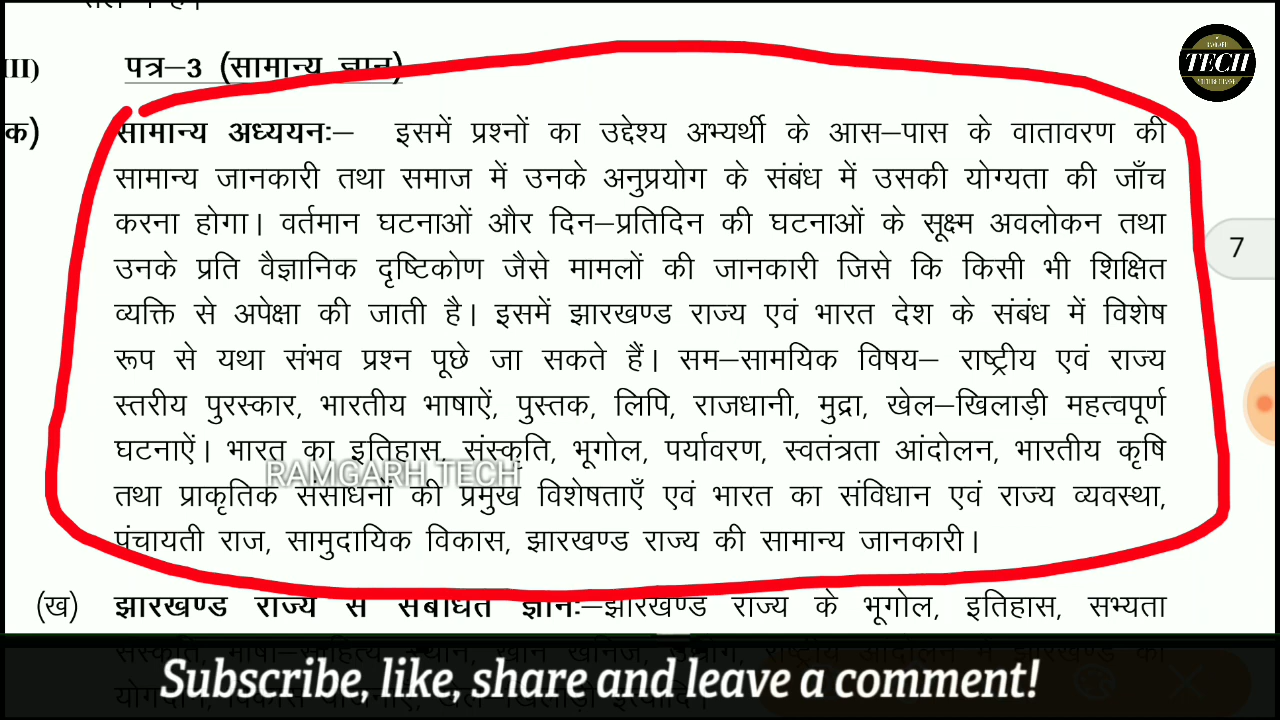 III) पत्र–3 (सामान्य ज्ञान)
TECH
क) सामान्य अध्ययनः– इसमें प्रश्नों का उद्देश्य अभ्यर्थी के आस–पास के वातावरण की
सामान्य जानकारी तथा समाज में उनके अनुप्रयोग के संबंध में उसकी योग्यता की जाँच
करना होगा। वर्तमान घटनाओं और दिन–प्रतिदिन की घटनाओं के सूक्ष्म अवलोकन तथा
7
उनके प्रति वैज्ञानिक दृष्टिकोण जैसे मामलों की जानकारी जिसे कि किसी भी शिक्षित
व्यक्ति से अपेक्षा की जाती है। इसमें झारखण्ड राज्य एवं भारत देश के संबंध में विशेष
रूप से यथा संभव प्रश्न पूछे जा सकते हैं। सम–सामयिक विषय– राष्ट्रीय एवं राज्य
स्तरीय पुरस्कार, भारतीय भाषाऐं, पुस्तक, लिपि, राजधानी, मुद्रा, खेल–खिलाड़ी महत्वपूर्ण
घटनाऐं। भारत का इतिहास, संस्कृति, भूगोल, पर्यावरण, स्वतंत्रता आंदोलन, भारतीय कृषि
RAMGARH TECH
तथा प्राकृतिक संसाधनों की प्रमुख विशेषताएँ एवं भारत का संविधान एवं राज्य व्यवस्था,
पंचायती राज, सामुदायिक विकास, झारखण्ड राज्य की सामान्य जानकारी।
(ख) झारखण्ड राज्य से संबंधित ज्ञानः–झारखण्ड राज्य के भूगोल, इतिहास, सभ्यता
Subscribe, like, share and leave a comment!